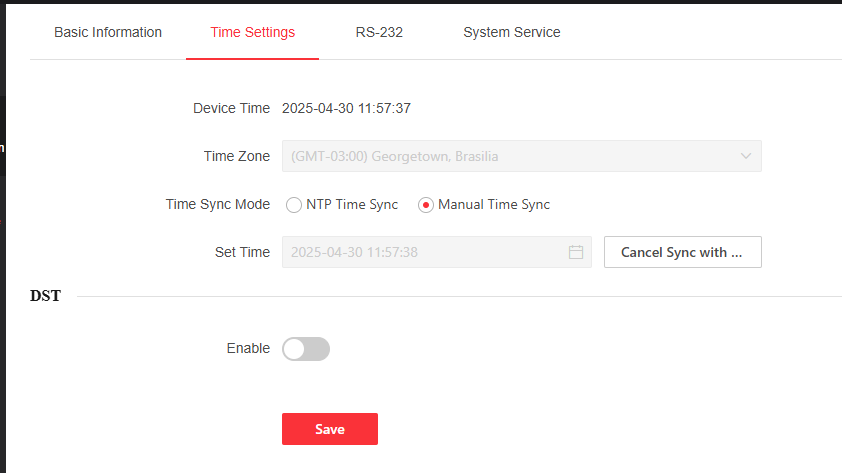 Basic Information Time Settings RS-232 System Service
Device Time 2025-04-30 11:57:37
Time Zone (GMT-03:00) Georgetown, Brasilia
Time Sync Mode NTP Time Sync Manual Time Sync
Set Time 2025-04-30 11:57:38 Cancel Sync with ...
DST
Enable
Save